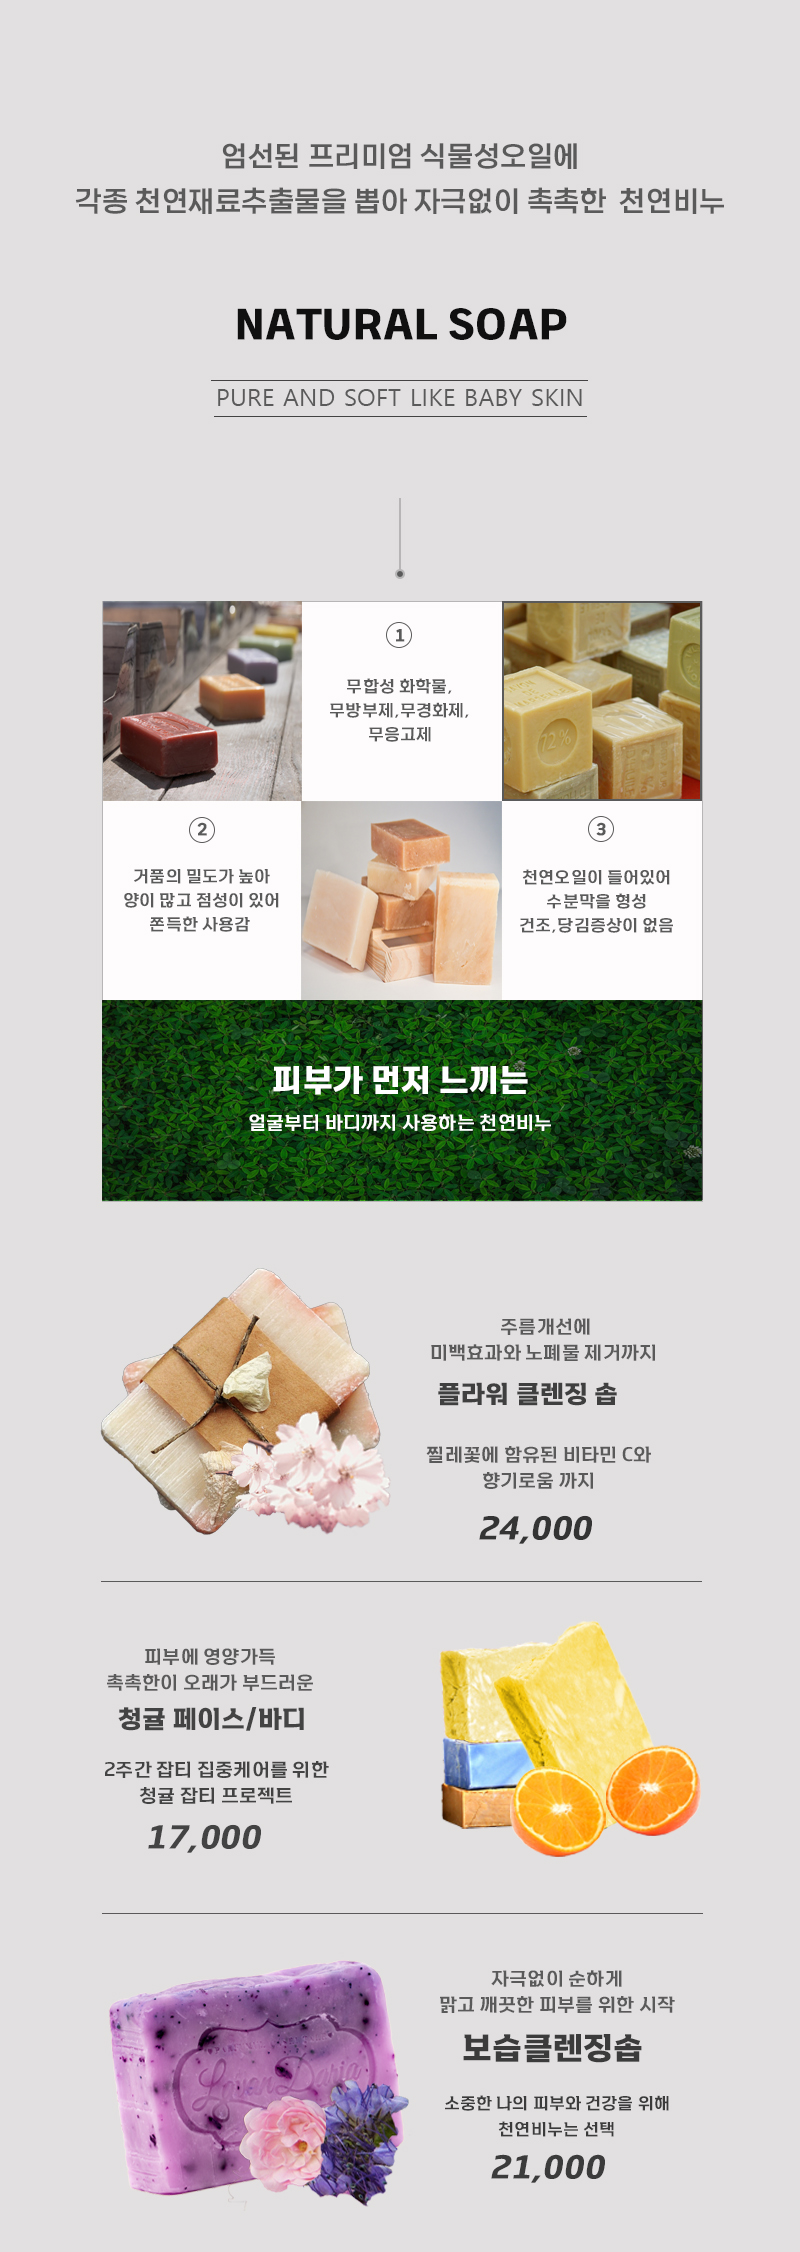 엄선된 프리미엄 식물성오일에
각종 천연재료추출물을 뽑아 자극없이 촉촉한 천연비누
NATURAL SOAP
PURE AND SOFT LIKE BABY SKIN
1
무합성 화학물,
무방부제,무경화제,
무응고제
72%
2
거품의 밀도가 높아
양이 많고 점성이 있어
쫀득한 사용감
3
천연오일이 들어있어
수분막을 형성
건조,당김증상이 없음
피부가 먼저 느끼는
얼굴부터 바디까지 사용하는 천연비누
주름개선에
미백효과와 노폐물 제거까지
플라워 클렌징 솝
찔레꽃에 함유된 비타민 C와
향기로움 까지
24,000
피부에 영양가득
촉촉한이 오래가 부드러운
청귤 페이스/바디
2주간 잡티 집중케어를 위한
청귤 잡티 프로젝트
17,000
자극없이 순하게
맑고 깨끗한 피부를 위한 시작
보습클렌징솝
소중한 나의 피부와 건강을 위해
천연비누는 선택
21,000